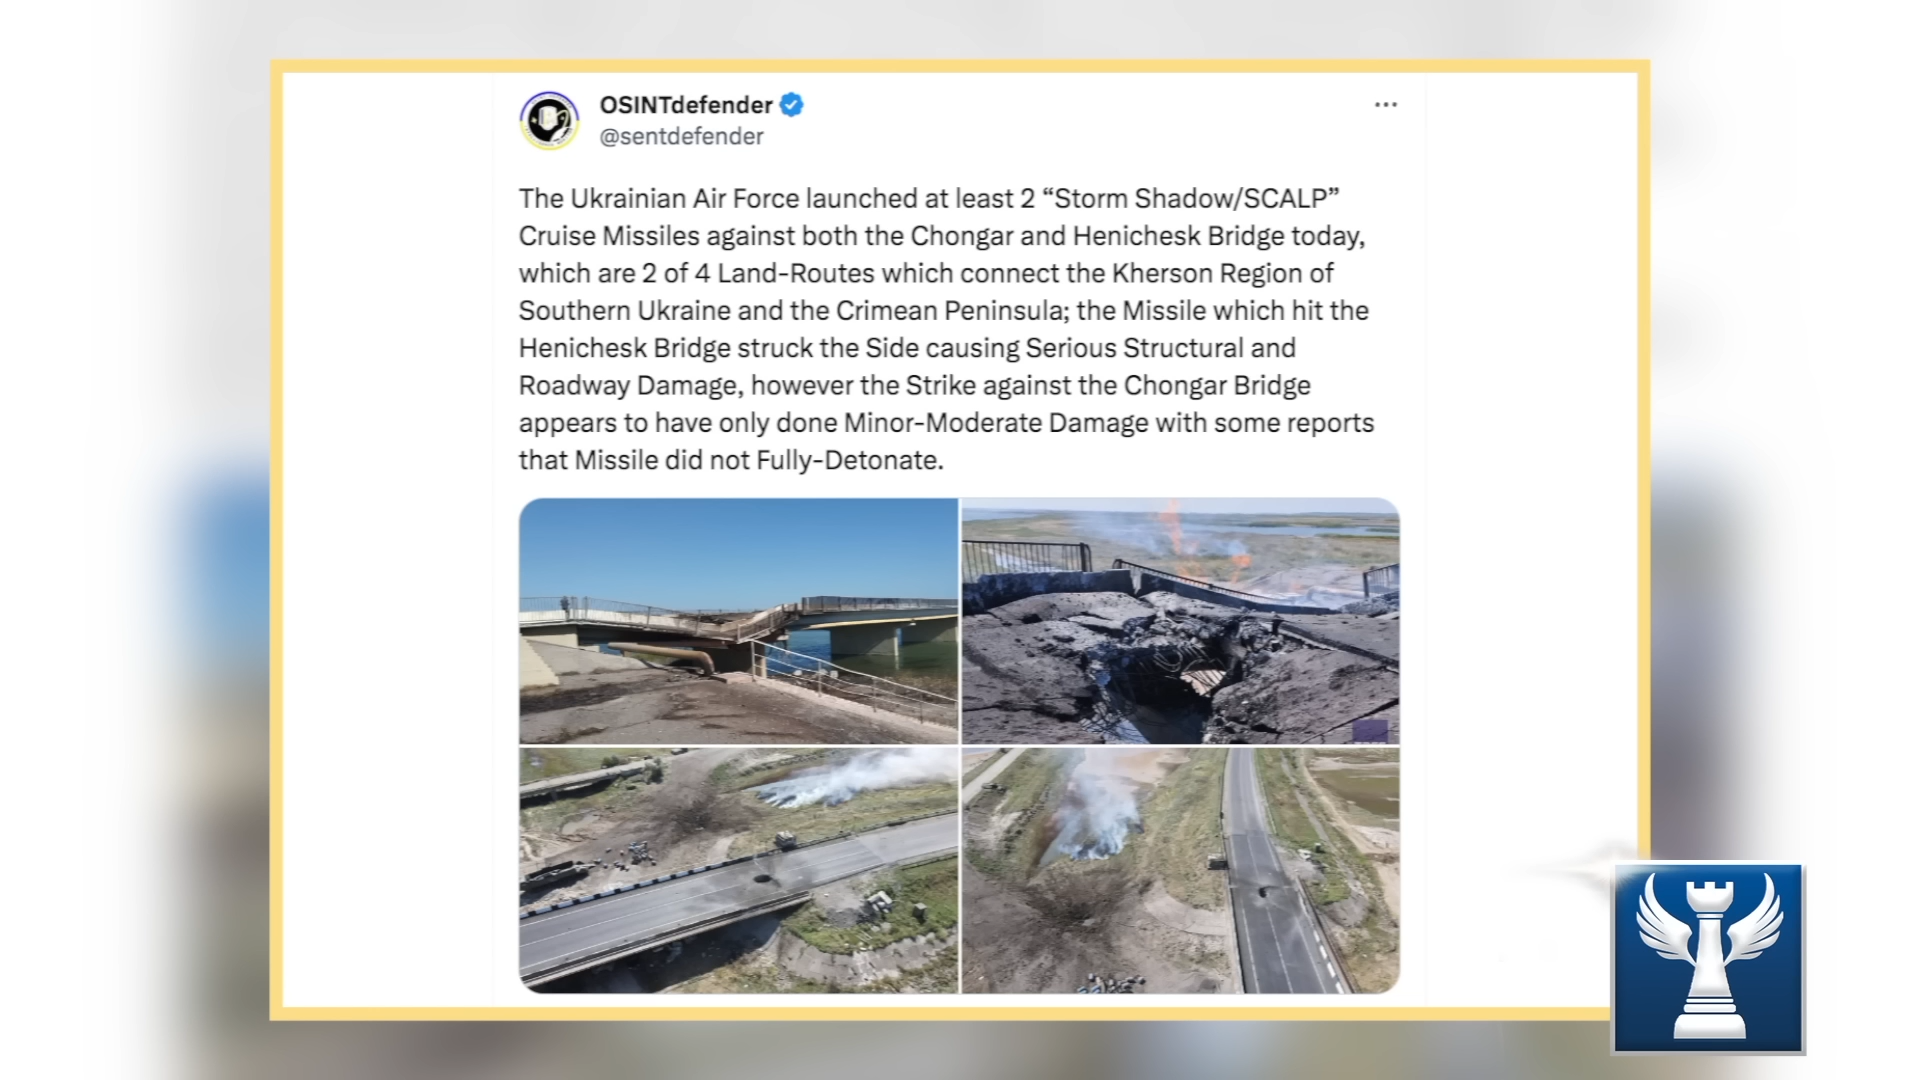 OSINTdefender
@sentdefender
The Ukrainian Air Force launched at least 2 “Storm Shadow/SCALP”
Cruise Missiles against both the Chongar and Henichesk Bridge today,
which are 2 of 4 Land-Routes which connect the Kherson Region of
Southern Ukraine and the Crimean Peninsula; the Missile which hit the
Henichesk Bridge struck the Side causing Serious Structural and
Roadway Damage, however the Strike against the Chongar Bridge
appears to have only done Minor-Moderate Damage with some reports
that Missile did not Fully-Detonate.